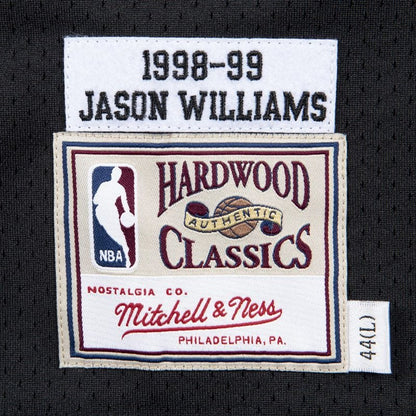 1998-99
JASON WILLIAMS
HARDWOOD
AUTHENTIC
CLASSICS
NBA
NOSTALGIA CO.
Mitchell & Ness
PHILADELPHIA, PA.
44(L)